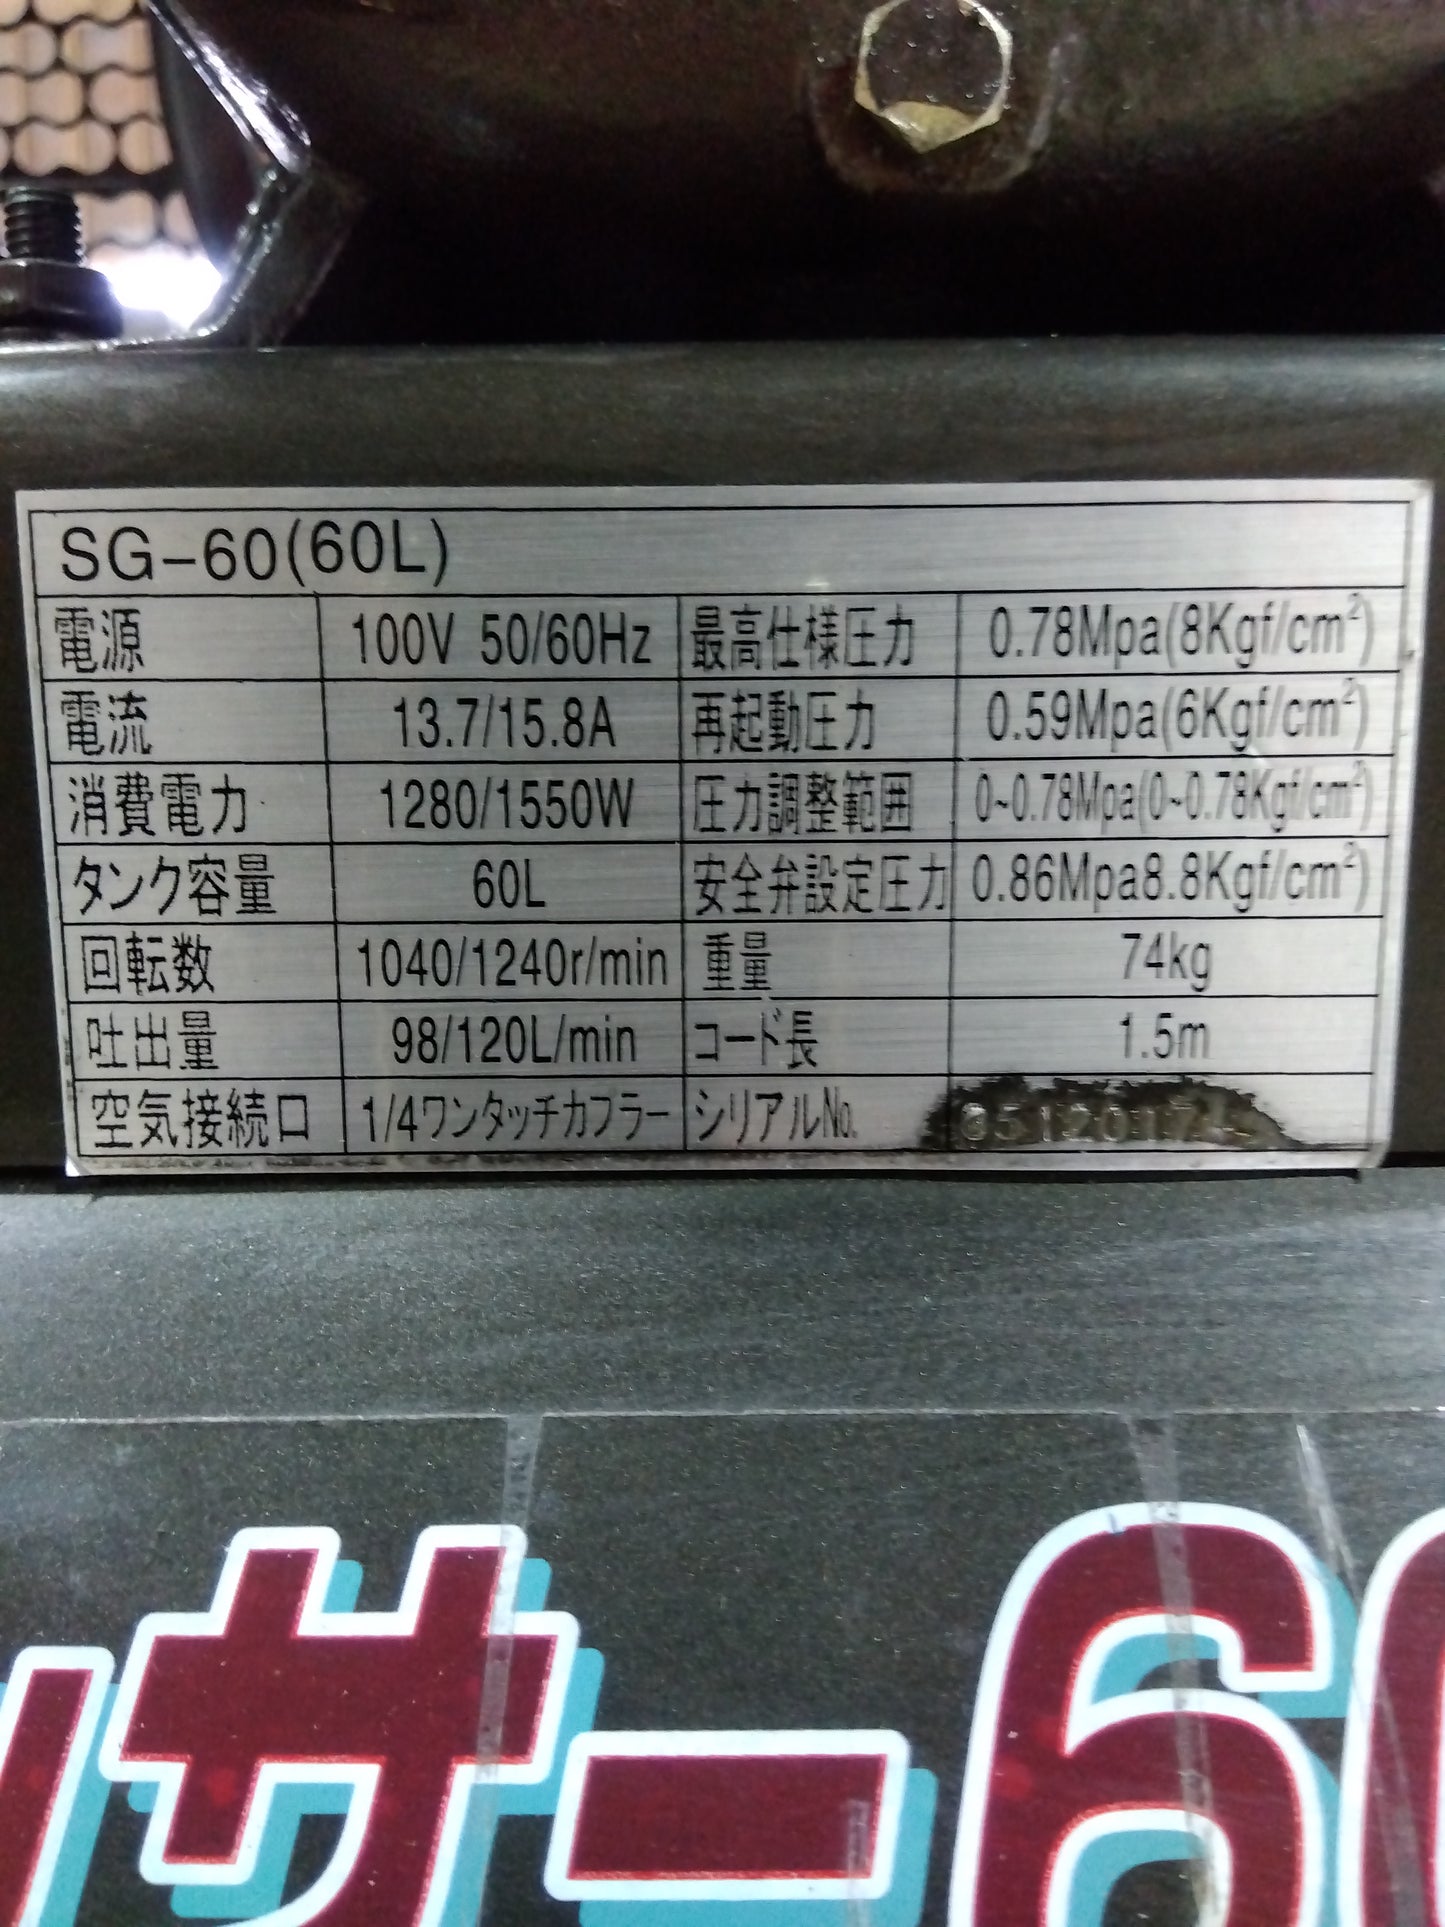 SG-60(60L)
電源 100V 50/60Hz 最高仕様圧力 0.78Mpa(8Kgf/cm²)
電流 13.7/15.8A 再起動圧力 0.59Mpa(6Kgf/cm²)
消費電力 1280/1550W 圧力調整範囲 0~0.78Mpa(0~0.78Kgf/cm²)
タンク容量 60L 安全弁設定圧力 0.86Mpa8.8Kgf/cm²)
回転数 1040/1240r/min 重量 74kg
吐出量 98/120L/min コード長 1.5m
空気接続口 1/4ワンタッチカフラー シリアル№.
サー60